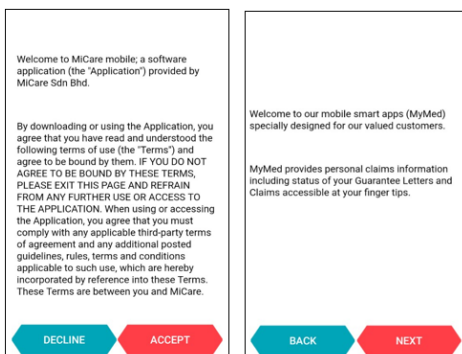 Welcome to MiCare mobile; a software
application (the "Application") provided by
MiCare Sdn Bhd.
By downloading or using the Application, you
agree that you have read and understood the
following terms of use (the "Terms") and
agree to be bound by them. IF YOU DO NOT
AGREE TO BE BOUND BY THESE TERMS,
PLEASE EXIT THIS PAGE AND REFRAIN
FROM ANY FURTHER USE OR ACCESS TO
THE APPLICATION. When using or accessing
the Application, you agree that you must
comply with any applicable third-party terms
of agreement and any additional posted
guidelines, rules, terms and conditions
applicable to such use, which are hereby
incorporated by reference into these Terms.
These Terms are between you and MiCare.
DECLINE
ACCEPT
Welcome to our mobile smart apps (MyMed)
specially designed for our valued customers.
MyMed provides personal claims information
including status of your Guarantee Letters and
Claims accessible at your finger tips.
BACK
NEXT